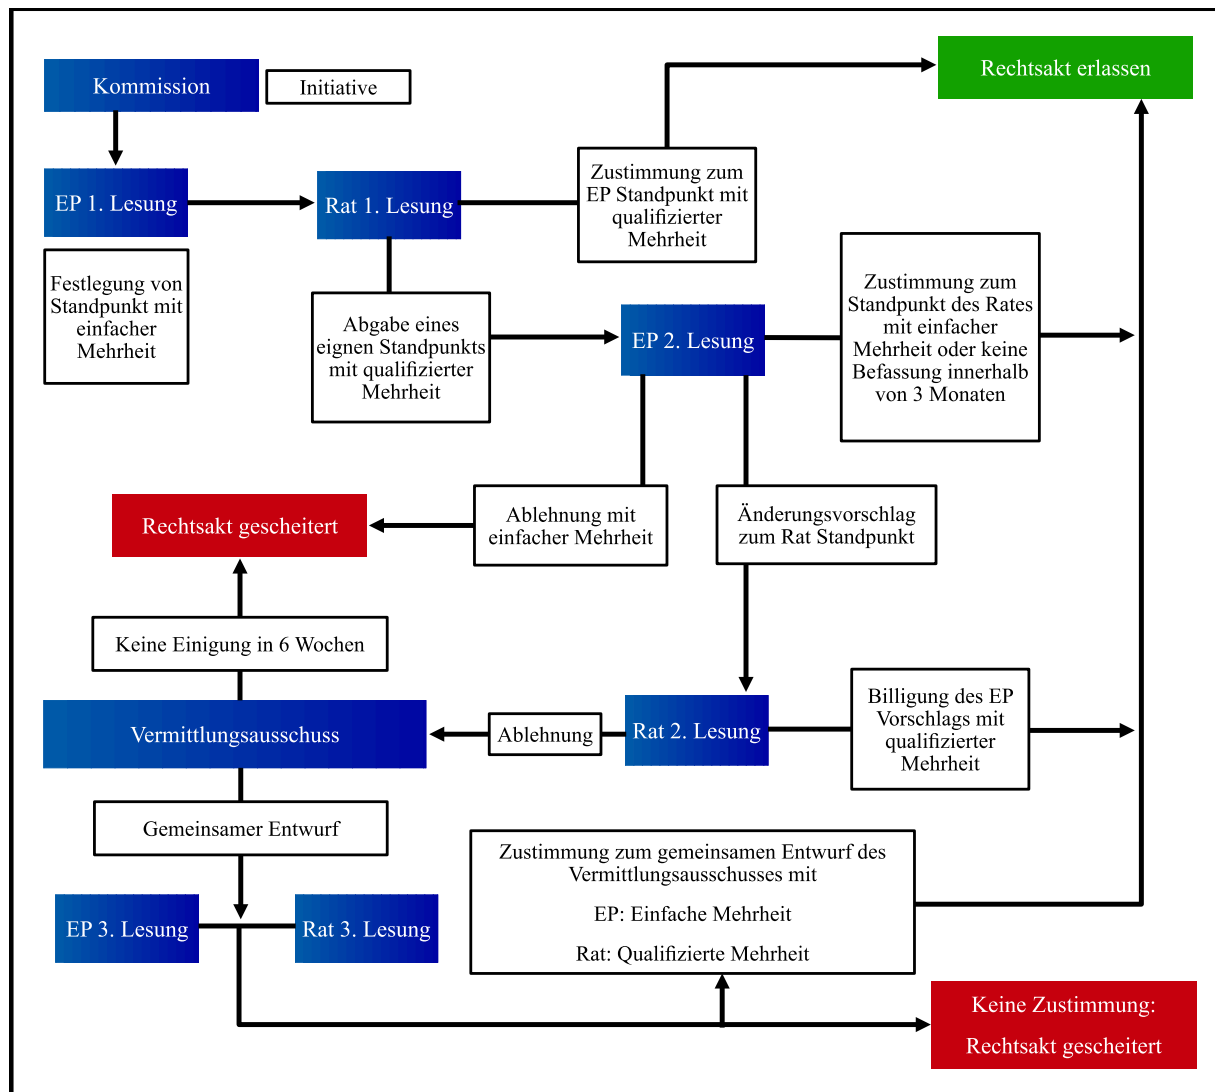 Kommission
Initiative
Rechtsakt erlassen
EP 1. Lesung
Rat 1. Lesung
Zustimmung zum
EP Standpunkt mit
qualifizierter
Mehrheit
Festlegung von
Standpunkt mit
einfacher
Mehrheit
Abgabe eines
eignen Standpunkts
mit qualifizierter
Mehrheit
EP 2. Lesung
Zustimmung zum
Standpunkt des Rates
mit einfacher
Mehrheit oder keine
Befassung innerhalb
von 3 Monaten
Rechtsakt gescheitert
Ablehnung mit
einfacher Mehrheit
Änderungsvorschlag
zum Rat Standpunkt
Keine Einigung in 6 Wochen
Vermittlungsausschuss
Ablehnung
Rat 2. Lesung
Billigung des EP
Vorschlags mit
qualifizierter
Mehrheit
Gemeinsamer Entwurf
Zustimmung zum gemeinsamen Entwurf des
Vermittlungsausschusses mit
EP: Einfache Mehrheit
Rat: Qualifizierte Mehrheit
EP 3. Lesung
Rat 3. Lesung
Keine Zustimmung:
Rechtsakt gescheitert